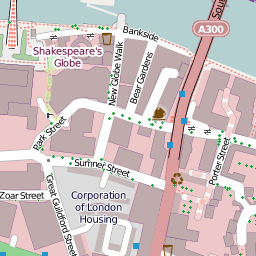 Bankside
A300
Sou
Shakespeare's
Globe
New Globe Walk
Bear Gardens
Park Street
Porter Street
Sumner Street
Zoar Street
Great Guildford Street
Corporation
of London
Housing